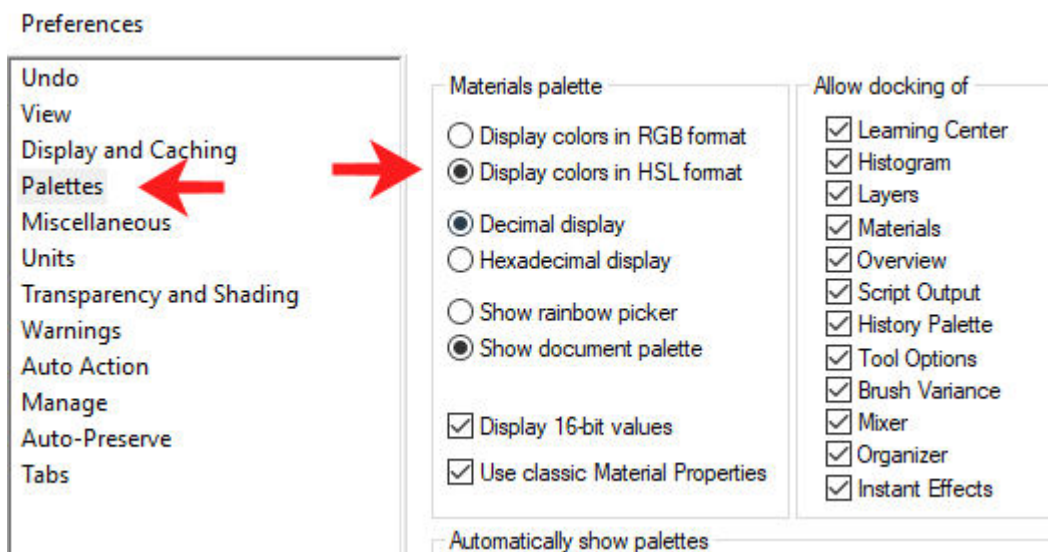 Preferences
Undo
View
Display and Caching
Palettes
Miscellaneous
Units
Transparency and Shading
Warnings
Auto Action
Manage
Auto-Preserve
Tabs
Materials palette
Display colors in RGB format
Display colors in HSL format
Decimal display
Hexadecimal display
Show rainbow picker
Show document palette
Display 16-bit values
Use classic Material Properties
Allow docking of
Learning Center
Histogram
Layers
Materials
Overview
Script Output
History Palette
Tool Options
Brush Variance
Mixer
Organizer
Instant Effects
Automatically show palettes